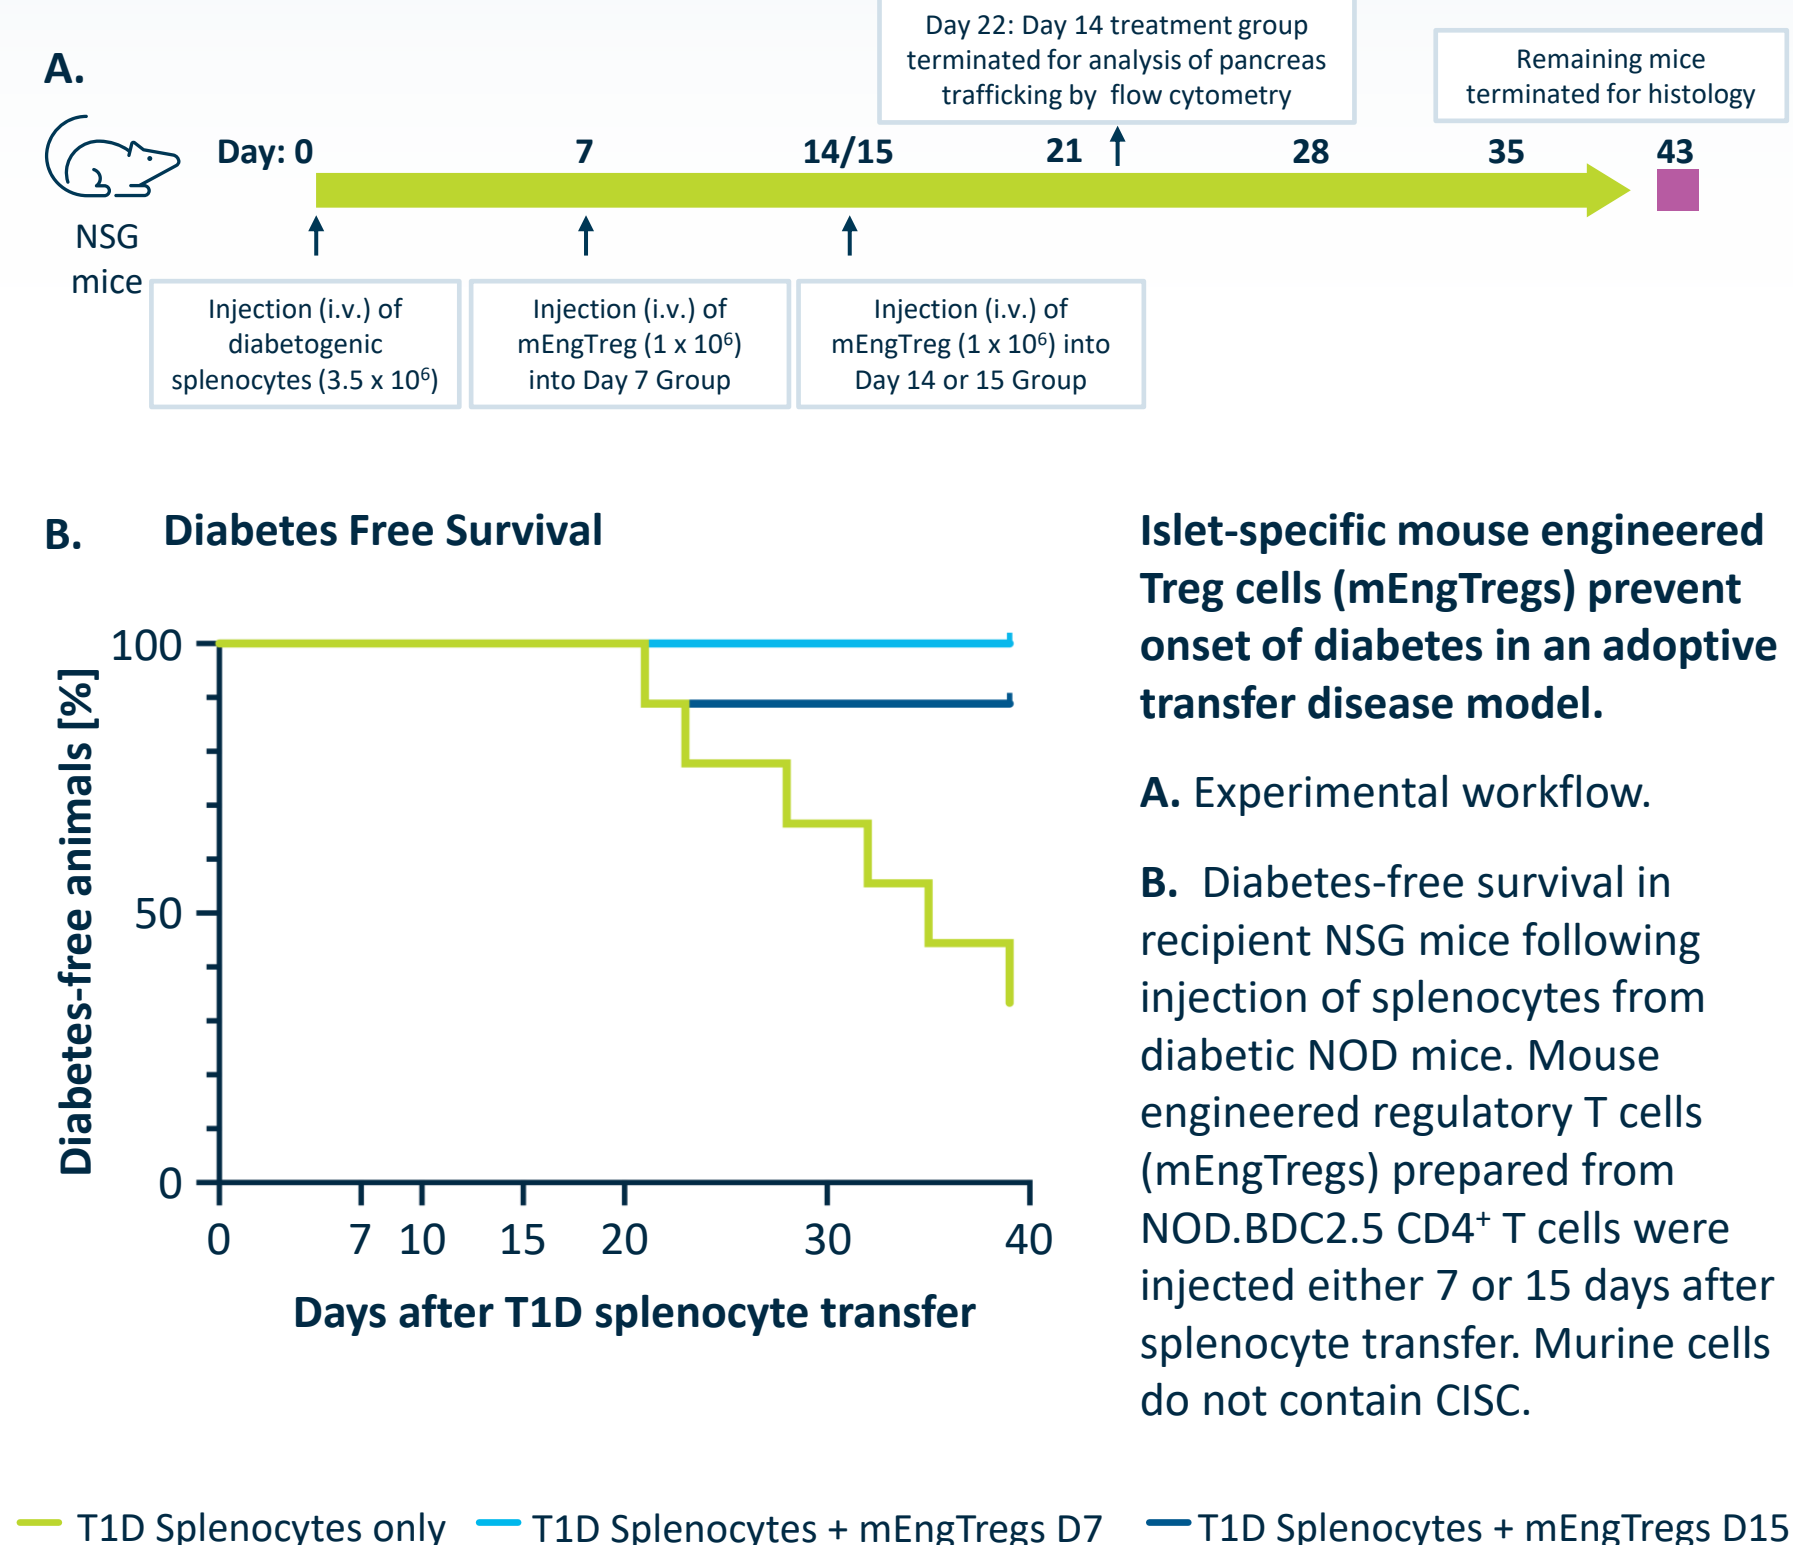 A.
NSG
mice
Day: 0 7 14/15 21 28 35 43
Day 22: Day 14 treatment group
terminated for analysis of pancreas
trafficking by flow cytometry
Remaining mice
terminated for histology
Injection (i.v.) of
diabetogenic
splenocytes (3.5 x 10⁶)
Injection (i.v.) of
mEngTreg (1 x 10⁶)
into Day 7 Group
Injection (i.v.) of
mEngTreg (1 x 10⁶) into
Day 14 or 15 Group
B. Diabetes Free Survival
Diabetes-free animals [%]
100
50
0
0 7 10 15 20 30 40
Days after T1D splenocyte transfer
Islet-specific mouse engineered
Treg cells (mEngTregs) prevent
onset of diabetes in an adoptive
transfer disease model.
A. Experimental workflow.
B. Diabetes-free survival in
recipient NSG mice following
injection of splenocytes from
diabetic NOD mice. Mouse
engineered regulatory T cells
(mEngTregs) prepared from
NOD.BDC2.5 CD4⁺ T cells were
injected either 7 or 15 days after
splenocyte transfer. Murine cells
do not contain CISC.
T1D Splenocytes only T1D Splenocytes + mEngTregs D7 T1D Splenocytes + mEngTregs D15